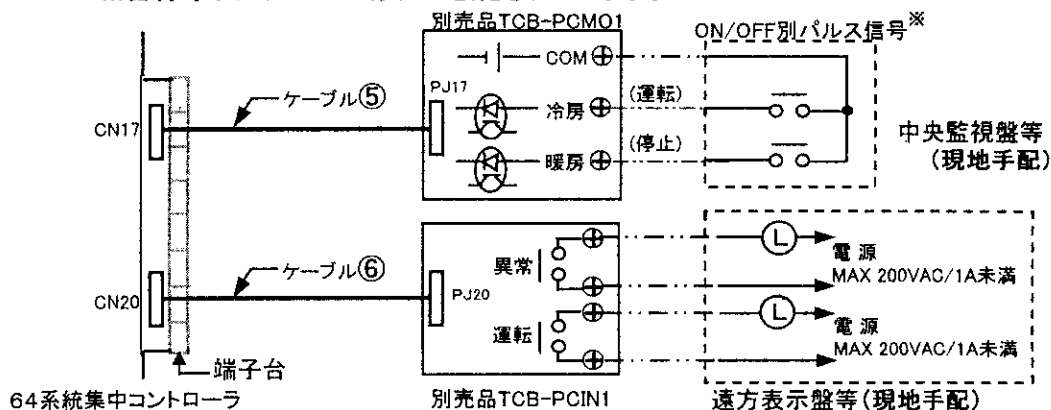 別売品TCB-PCMO1
ON/OFF別パルス信号※
COM
PJ17
ケーブル⑤
冷房
(運転)
CN17
中央監視盤等
(現地手配)
暖房
(停止)
L
電源
MAX 200VAC/1A未満
異常
ケーブル⑥
CN20
PJ20
L
運転
電源
MAX 200VAC/1A未満
端子台
64系統集中コントローラ
別売品TCB-PCIN1
遠方表示盤等(現地手配)